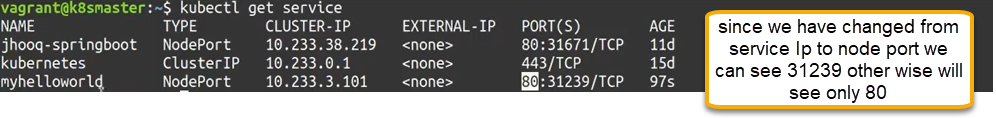 vagrant@k8smaster:~$ kubectl get service
NAME TYPE CLUSTER-IP EXTERNAL-IP PORT(S) AGE
jhooq-springboot NodePort 10.233.38.219 <none> 80:31671/TCP 11d
kubernetes ClusterIP 10.233.0.1 <none> 443/TCP 15d
myhelloworld NodePort 10.233.3.101 <none> 80:31239/TCP 97s
since we have changed from
service Ip to node port we
can see 31239 other wise will
see only 80